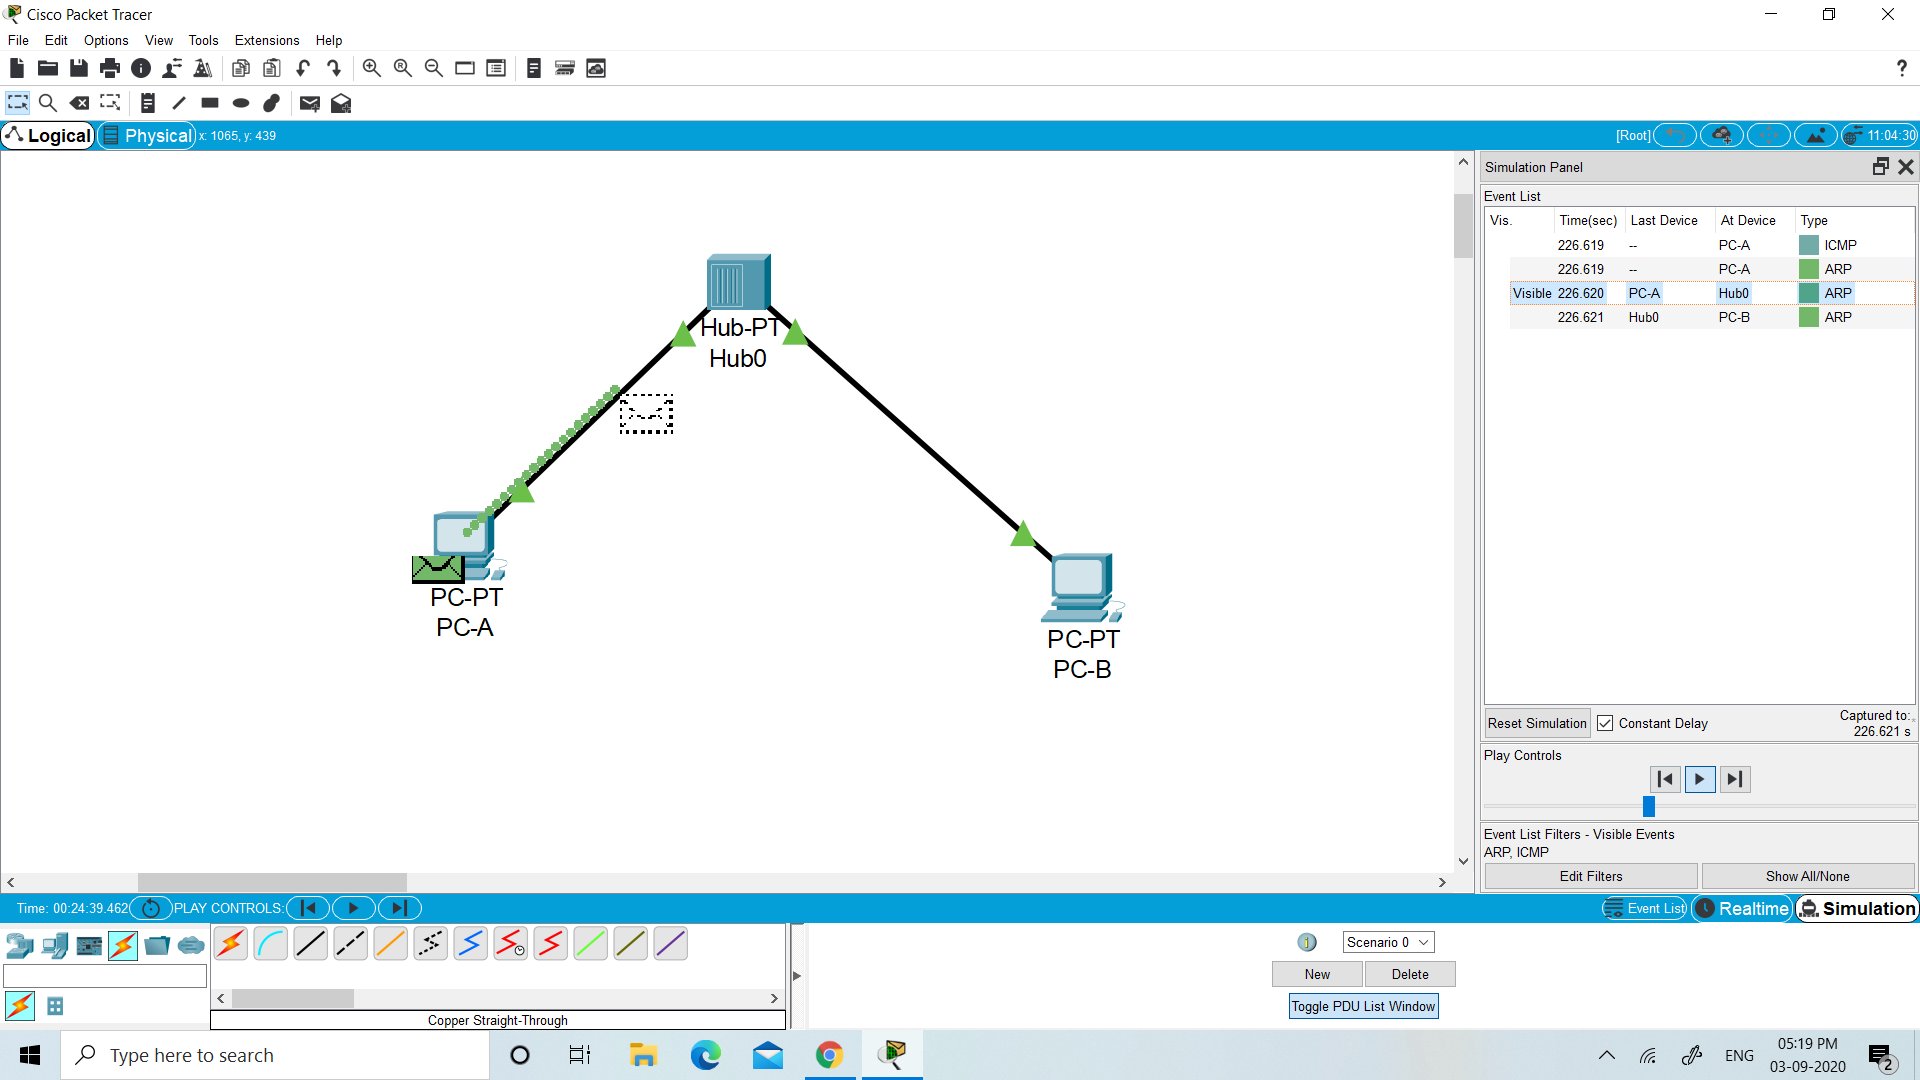 Cisco Packet Tracer
File Edit Options View Tools Extensions Help
?
Logical Physical x: 1065, y: 439 [Root] 11:04:30
Simulation Panel
Event List
Vis. Time(sec) Last Device At Device Type
226.619 -- PC-A ICMP
226.619 -- PC-A ARP
Visible 226.620 PC-A Hub0 ARP
226.621 Hub0 PC-B ARP
Hub-PT
Hub0
PC-PT
PC-A
PC-PT
PC-B
Reset Simulation Constant Delay Captured to:
226.621 s
Play Controls
Event List Filters - Visible Events
ARP, ICMP
Edit Filters Show All/None
Time: 00:24:39.462 PLAY CONTROLS: Event List Realtime Simulation
Scenario 0
New Delete
Toggle PDU List Window
Copper Straight-Through
Type here to search
ENG
05:19 PM
03-09-2020
2